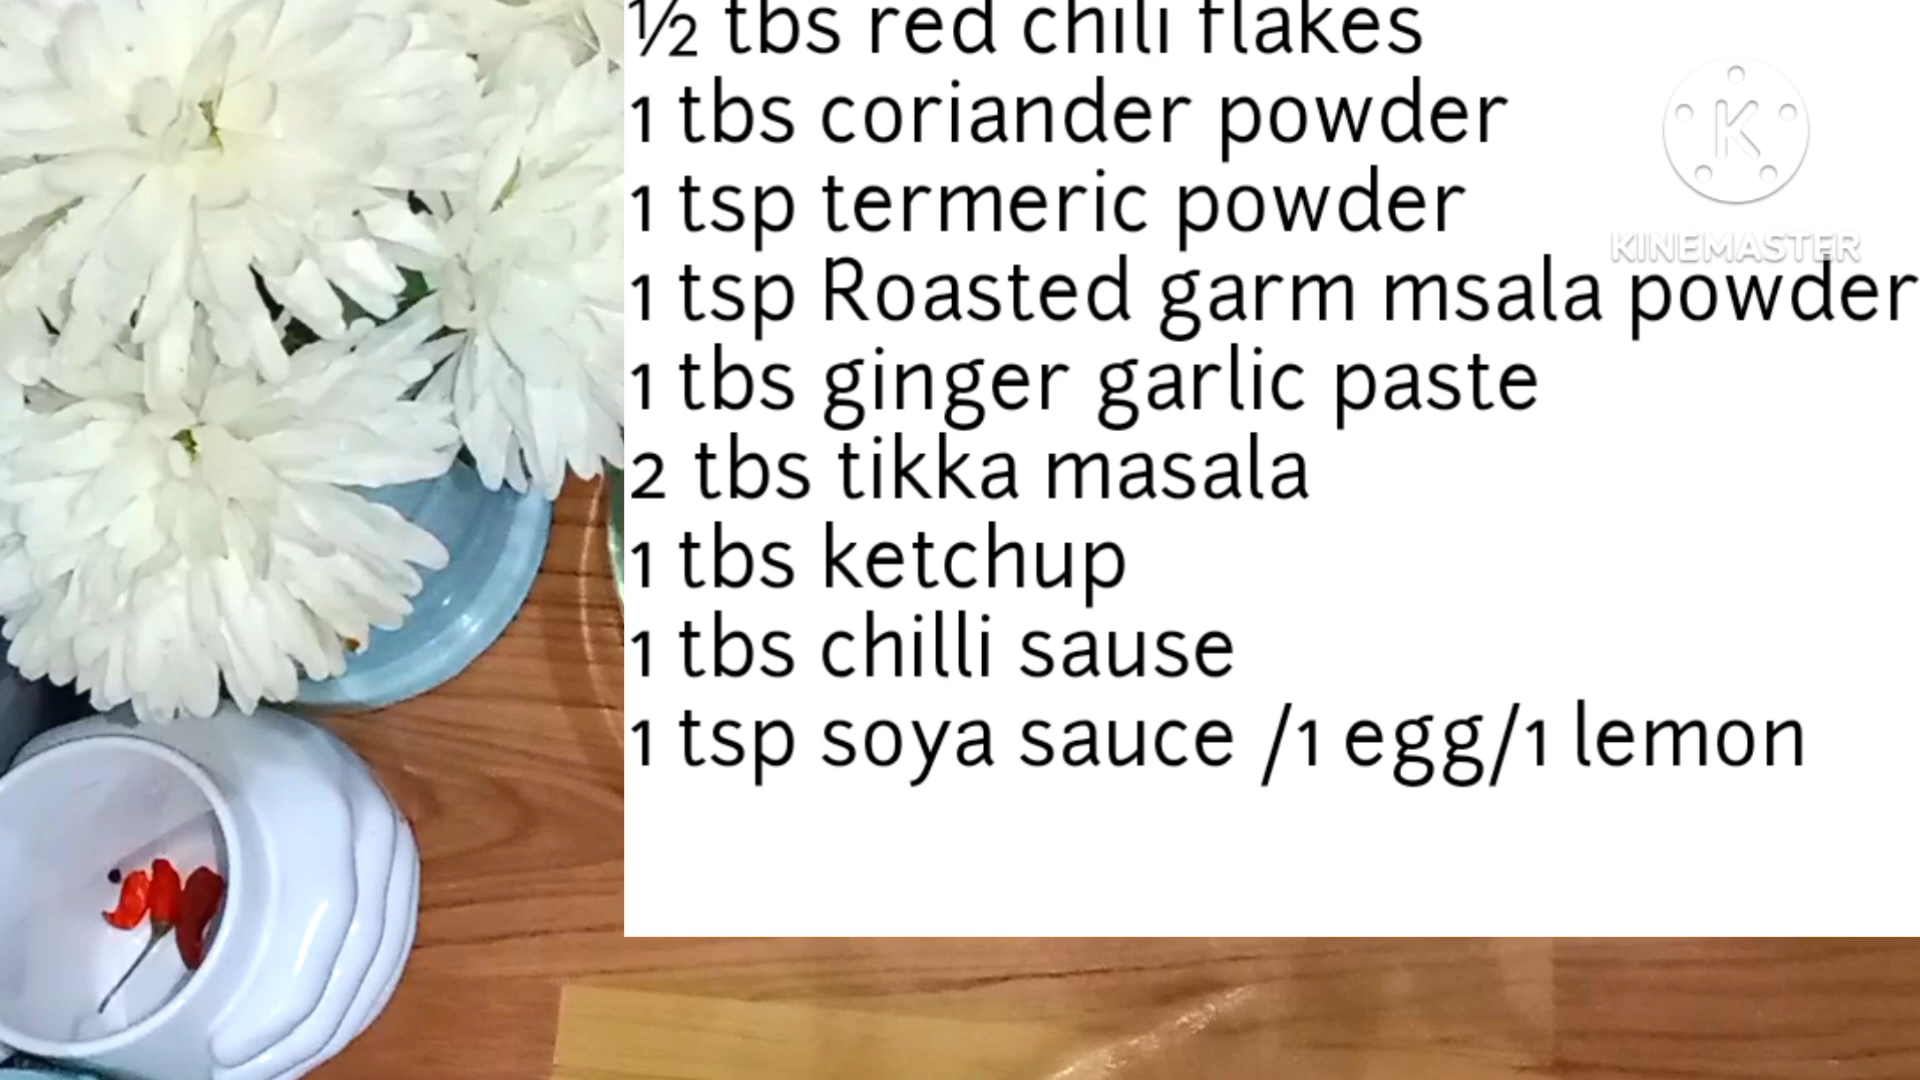 ½ tbs red chili flakes
1 tbs coriander powder
1 tsp termeric powder
1 tsp Roasted garm msala powder
1 tbs ginger garlic paste
2 tbs tikka masala
1 tbs ketchup
1 tbs chilli sause
1 tsp soya sauce /1 egg/1 lemon
K
KINEMASTER